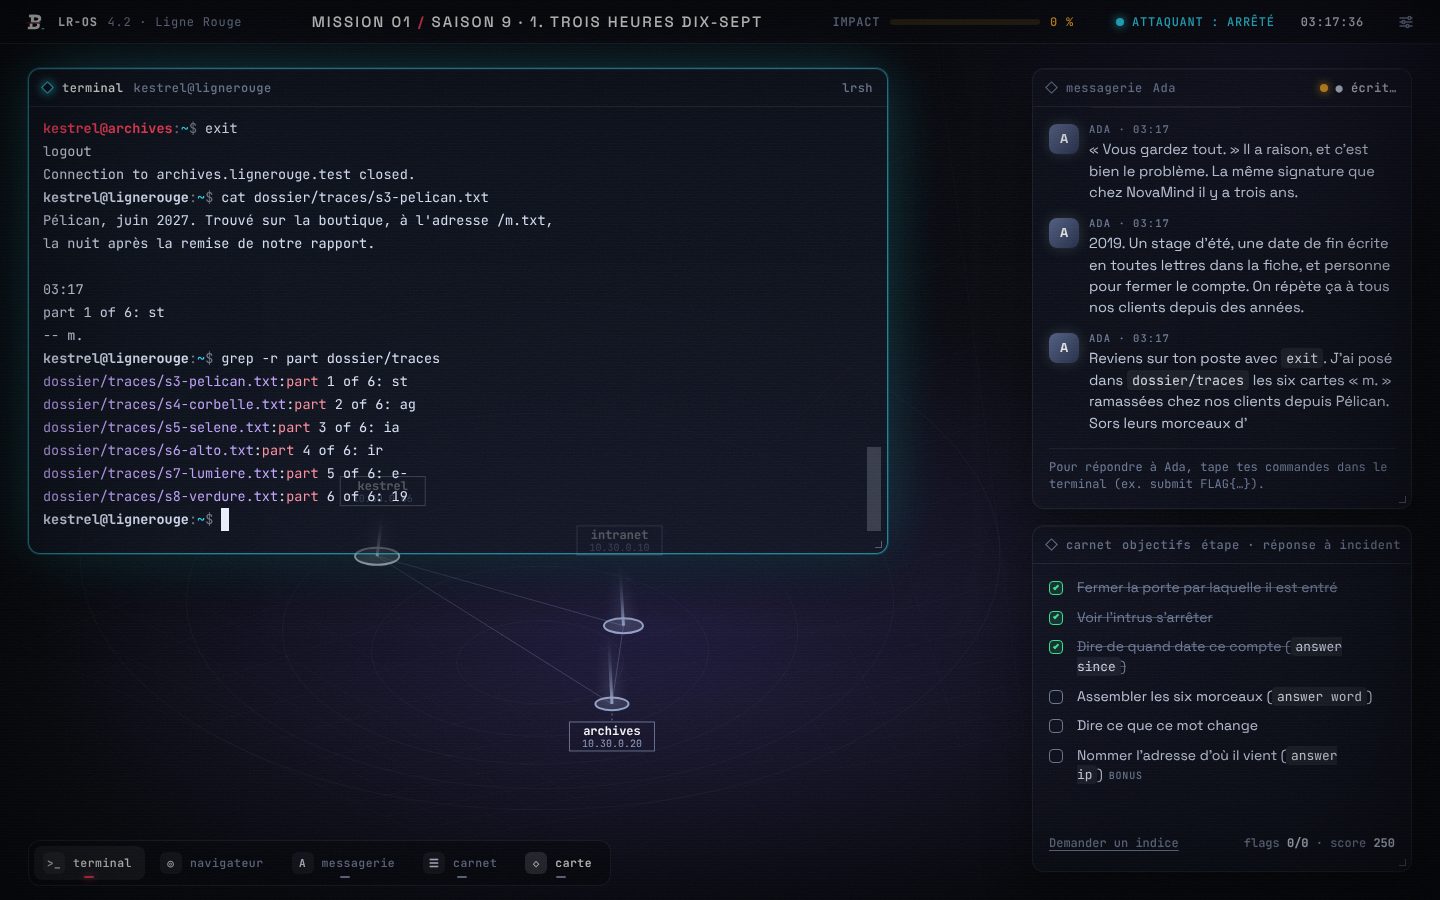 LR-OS 4.2 · Ligne Rouge
MISSION 01 / SAISON 9 · 1. TROIS HEURES DIX-SEPT
IMPACT 0 %
ATTAQUANT : ARRÊTÉ
03:17:36
terminal kestrel@lignerouge
lrsh
kestrel@archives:~$ exit
logout
Connection to archives.lignerouge.test closed.
kestrel@lignerouge:~$ cat dossier/traces/s3-pelican.txt
Pélican, juin 2027. Trouvé sur la boutique, à l'adresse /m.txt,
la nuit après la remise de notre rapport.
03:17
part 1 of 6: st
-- m.
kestrel@lignerouge:~$ grep -r part dossier/traces
dossier/traces/s3-pelican.txt:part 1 of 6: st
dossier/traces/s4-corbelle.txt:part 2 of 6: ag
dossier/traces/s5-selene.txt:part 3 of 6: ia
dossier/traces/s6-alto.txt:part 4 of 6: ir
dossier/traces/s7-lumiere.txt:part 5 of 6: e-
dossier/traces/s8-verdure.txt:part 6 of 6: 19
kestrel@lignerouge:~$
kestrel
intranet
10.30.0.10
archives
10.30.0.20
messagerie Ada
écrit…
A
ADA · 03:17
« Vous gardez tout. » Il a raison, et c'est
bien le problème. La même signature que
chez NovaMind il y a trois ans.
A
ADA · 03:17
2019. Un stage d'été, une date de fin écrite
en toutes lettres dans la fiche, et personne
pour fermer le compte. On répète ça à tous
nos clients depuis des années.
A
ADA · 03:17
Reviens sur ton poste avec exit. J'ai posé
dans dossier/traces les six cartes « m. »
ramassées chez nos clients depuis Pélican.
Sors leurs morceaux d'
Pour répondre à Ada, tape tes commandes dans le
terminal (ex. submit FLAG{…}).
carnet objectifs étape · réponse à incident
Fermer la porte par laquelle il est entré
Voir l'intrus s'arrêter
Dire de quand date ce compte (answer
since)
Assembler les six morceaux (answer word)
Dire ce que ce mot change
Nommer l'adresse d'où il vient (answer
ip) BONUS
Demander un indice
flags 0/0 · score 250
>_ terminal
navigateur
A messagerie
carnet
carte